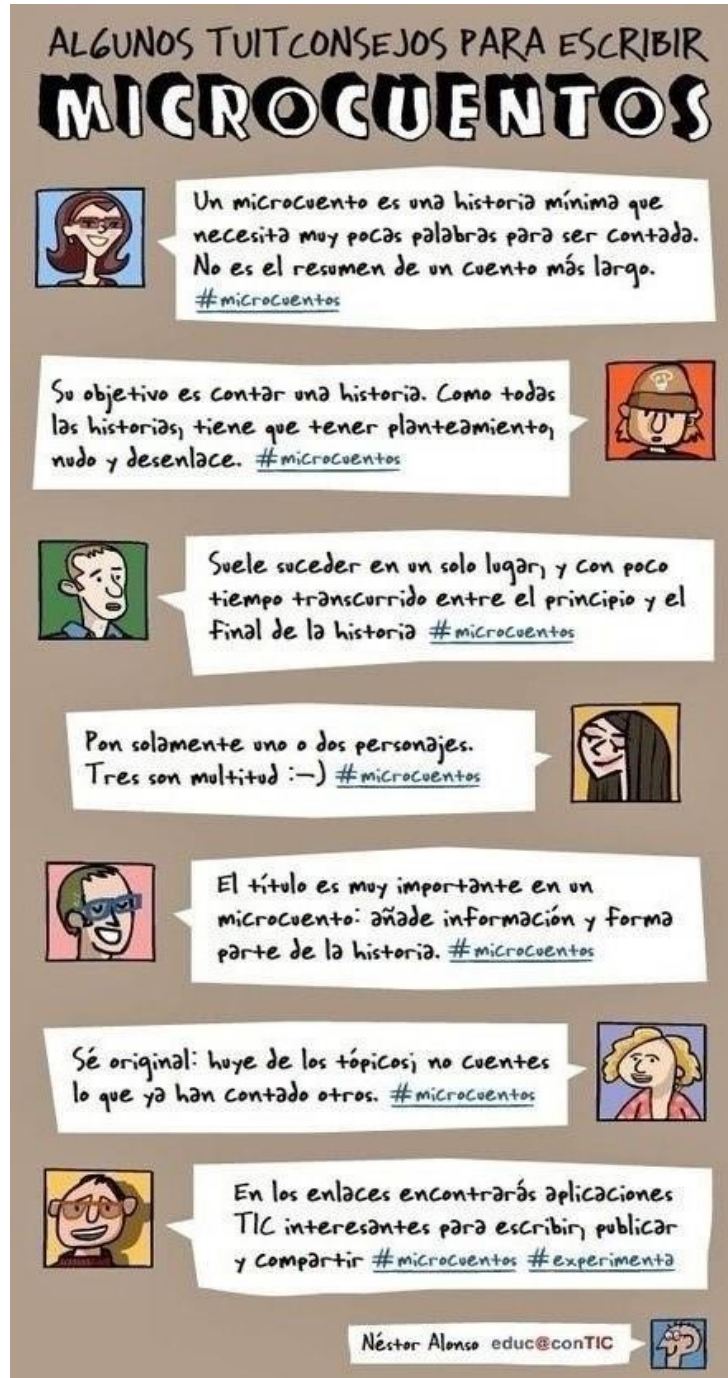 ALGUNOS TUITCONSEJOS PARA ESCRIBIR
MICROCUENTOS
Un microcuento es una historia mínima que
necesita muy pocas palabras para ser contada.
No es el resumen de un cuento más largo.
#microcuentos
Su objetivo es contar una historia. Como todas
las historias, tiene que tener planteamiento,
nudo y desenlace. #microcuentos
Suele suceder en un solo lugar, y con poco
tiempo transcurrido entre el principio y el
final de la historia #microcuentos
Pon solamente uno o dos personajes.
Tres son multitud :-) #microcuentos
El título es muy importante en un
microcuento: añade información y forma
parte de la historia. #microcuentos
Sé original: huye de los tópicos; no cuentes
lo que ya han contado otros. #microcuentos
En los enlaces encontrarás aplicaciones
TIC interesantes para escribir, publicar
y compartir #microcuentos #experimenta
Néstor Alonso educ@conTIC